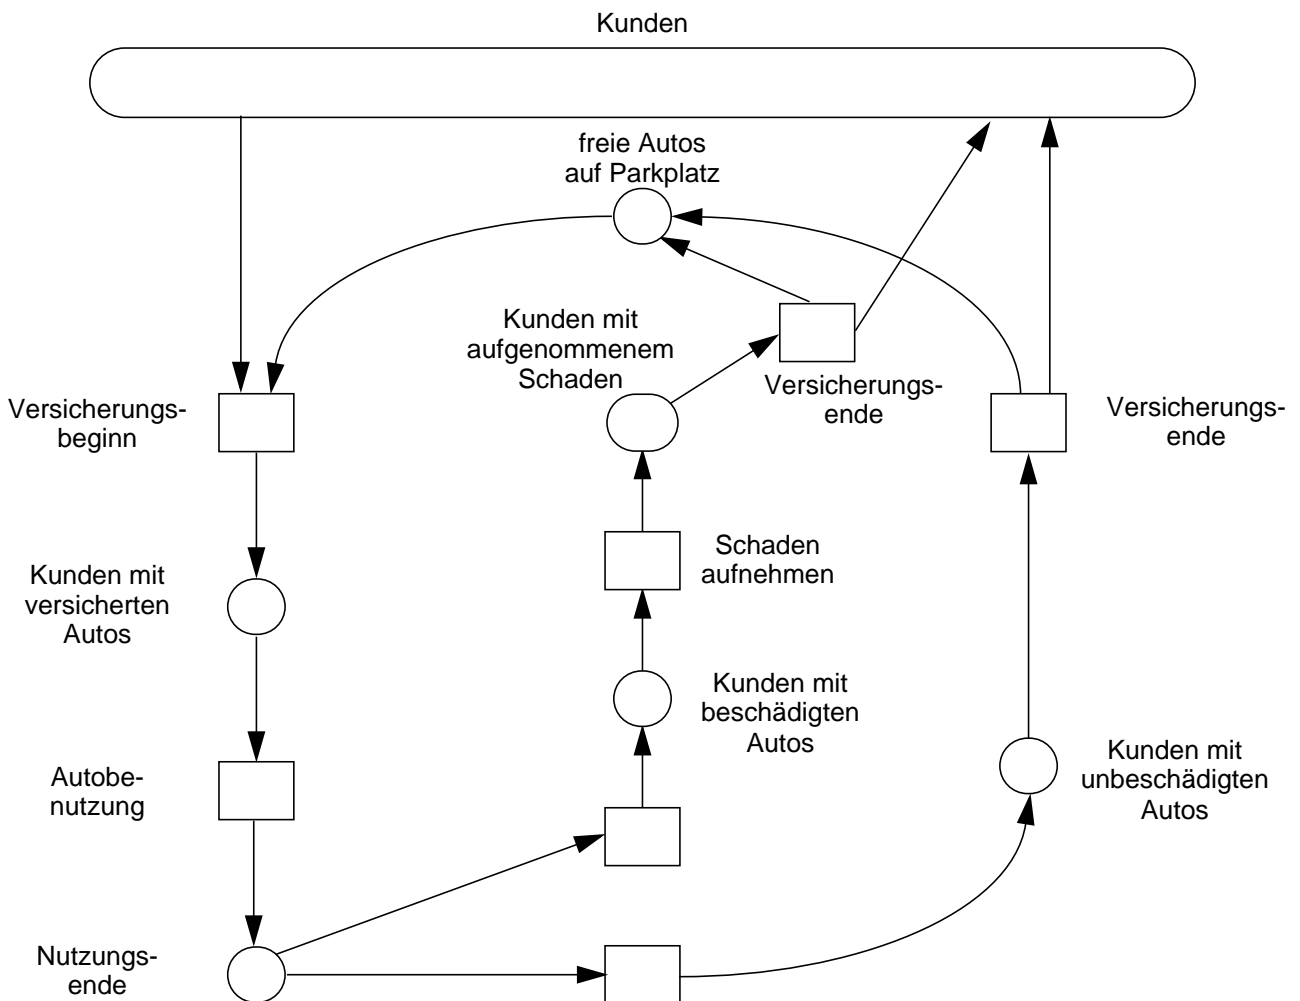 Kunden
freie Autos
auf Parkplatz
Kunden mit
aufgenommenem
Schaden
Versicherungs-
ende
Versicherungs-
beginn
Versicherungs-
ende
Schaden
aufnehmen
Kunden mit
versicherten
Autos
Kunden mit
beschädigten
Autos
Kunden mit
unbeschädigten
Autos
Autobe-
nutzung
Nutzungs-
ende